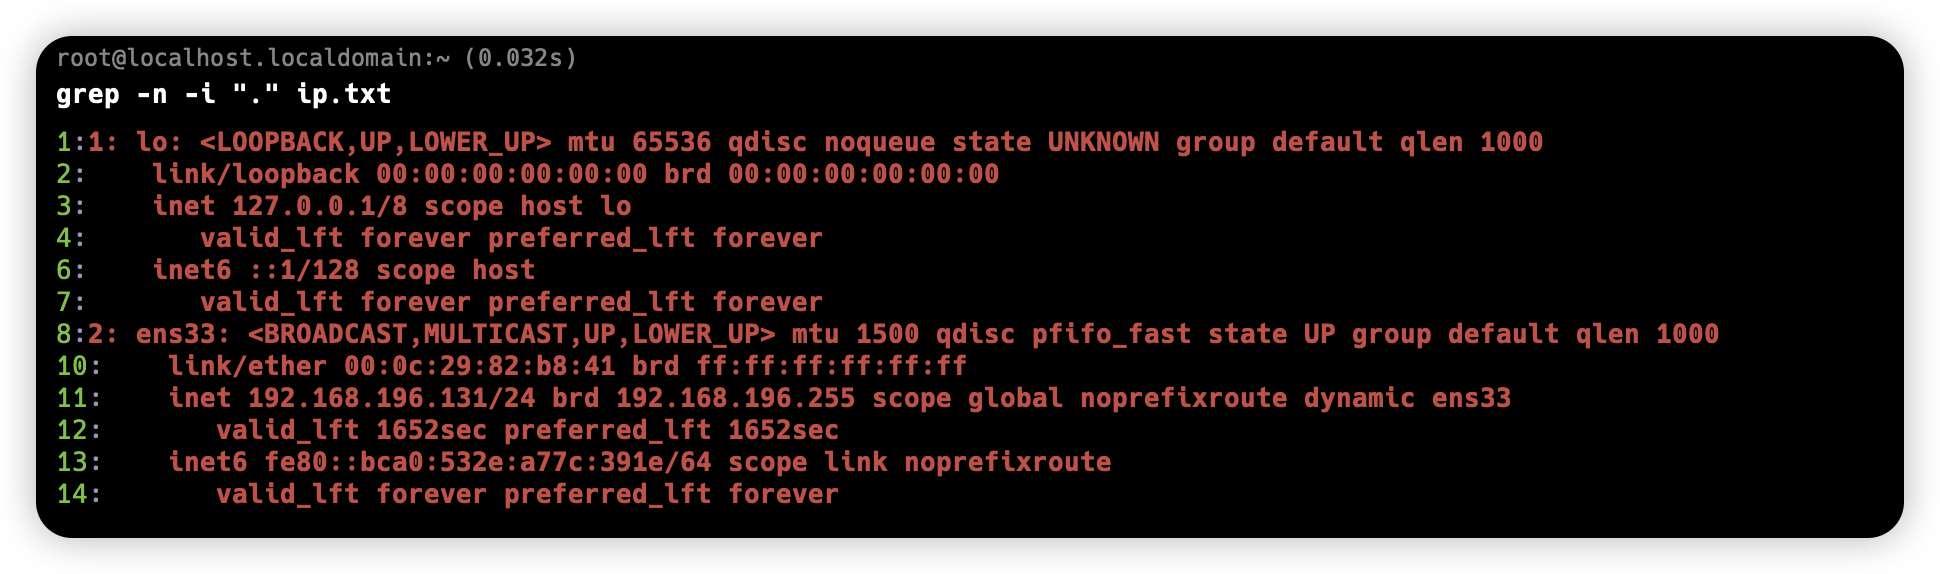 root@localhost.localdomain:~ (0.032s)
grep -n -i "." ip.txt
1:1: lo: <LOOPBACK,UP,LOWER_UP> mtu 65536 qdisc noqueue state UNKNOWN group default qlen 1000
2:    link/loopback 00:00:00:00:00:00 brd 00:00:00:00:00:00
3:    inet 127.0.0.1/8 scope host lo
4:       valid_lft forever preferred_lft forever
6:    inet6 ::1/128 scope host
7:       valid_lft forever preferred_lft forever
8:2: ens33: <BROADCAST,MULTICAST,UP,LOWER_UP> mtu 1500 qdisc pfifo_fast state UP group default qlen 1000
10:    link/ether 00:0c:29:82:b8:41 brd ff:ff:ff:ff:ff:ff
11:    inet 192.168.196.131/24 brd 192.168.196.255 scope global noprefixroute dynamic ens33
12:       valid_lft 1652sec preferred_lft 1652sec
13:    inet6 fe80::bca0:532e:a77c:391e/64 scope link noprefixroute
14:       valid_lft forever preferred_lft forever